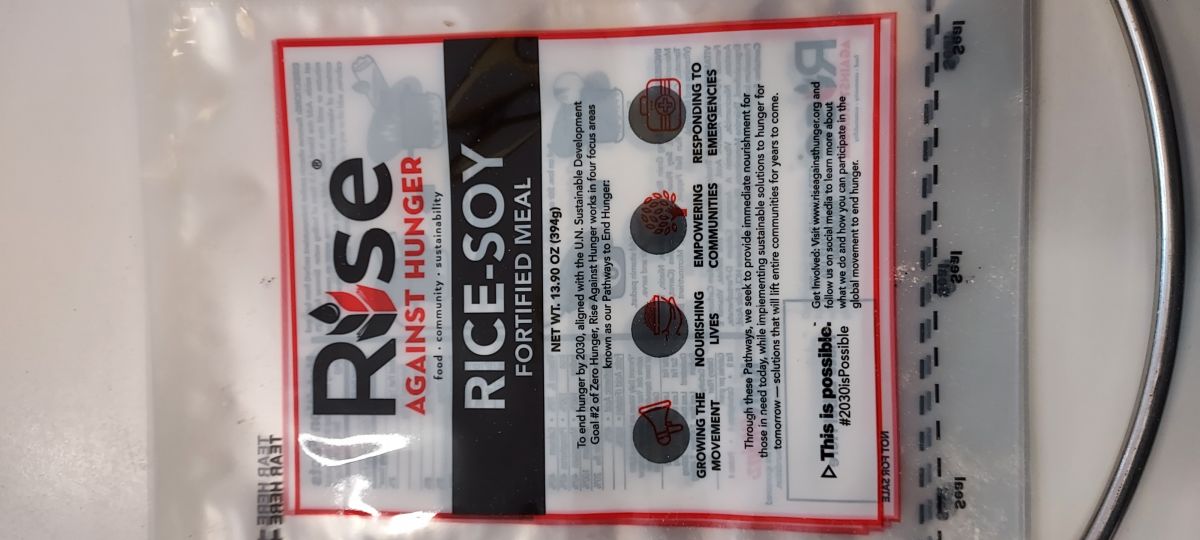 TEAR HERE
Rise®
AGAINST HUNGER
food · community · sustainability
RICE-SOY
FORTIFIED MEAL
NET WT. 13.90 OZ (394g)
To end hunger by 2030, aligned with the U.N. Sustainable Development
Goal #2 of Zero Hunger, Rise Against Hunger works in four focus areas
known as our Pathways to End Hunger:
GROWING THE
MOVEMENT
NOURISHING
LIVES
EMPOWERING
COMMUNITIES
RESPONDING TO
EMERGENCIES
Through these Pathways, we seek to provide immediate nourishment for
those in need today, while implementing sustainable solutions to hunger for
tomorrow — solutions that will lift entire communities for years to come.
This is possible.
#2030isPossible
Get Involved: Visit www.riseagainsthunger.org and
follow us on social media to learn more about
what we do and how you can participate in the
global movement to end hunger.
NOT FOR SALE
Seal
Seal
Seal